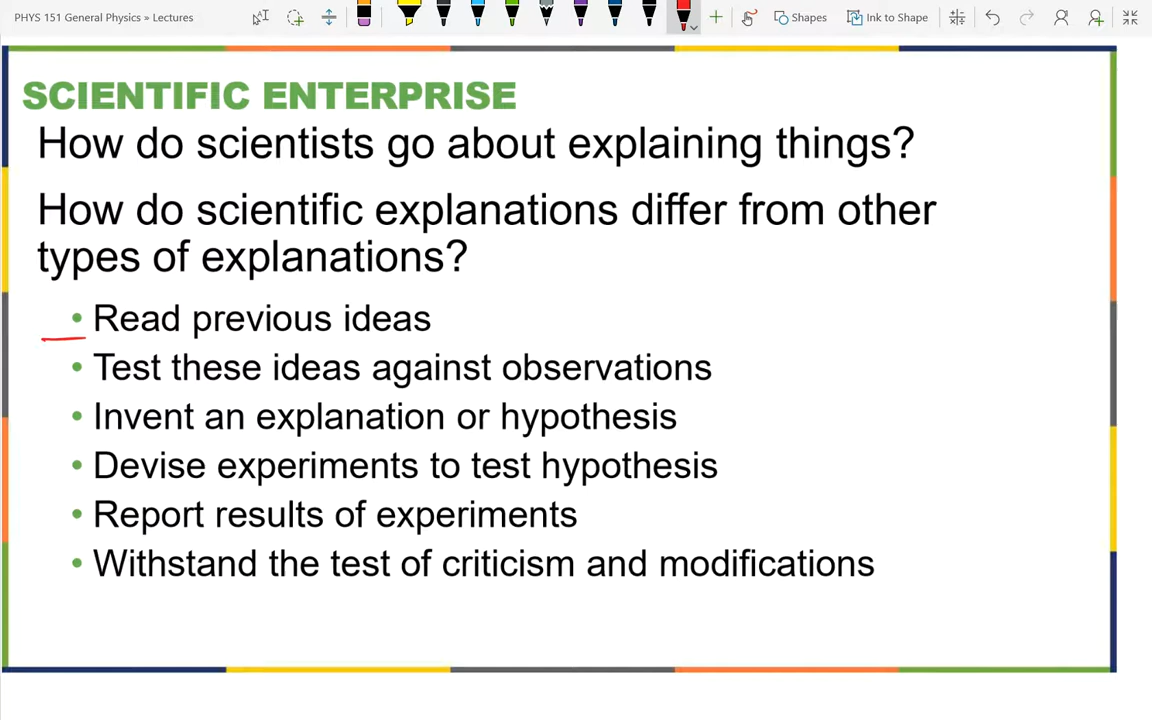 PHYS 151 General Physics » Lectures
Shapes
Ink to Shape
SCIENTIFIC ENTERPRISE
How do scientists go about explaining things?
How do scientific explanations differ from other
types of explanations?
• Read previous ideas
• Test these ideas against observations
• Invent an explanation or hypothesis
• Devise experiments to test hypothesis
• Report results of experiments
• Withstand the test of criticism and modifications